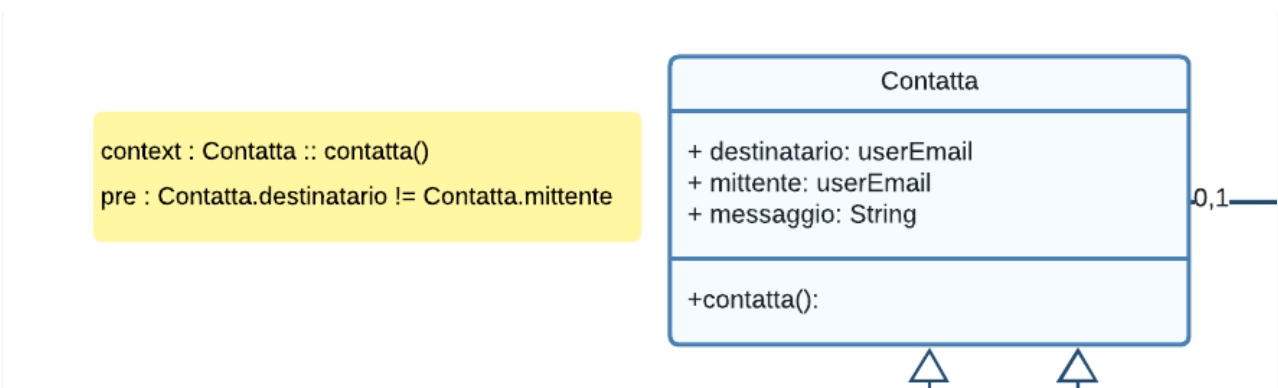 context : Contatta :: contatta()
pre : Contatta.destinatario != Contatta.mittente
Contatta
+ destinatario: userEmail
+ mittente: userEmail
+ messaggio: String
+contatta():
0,1